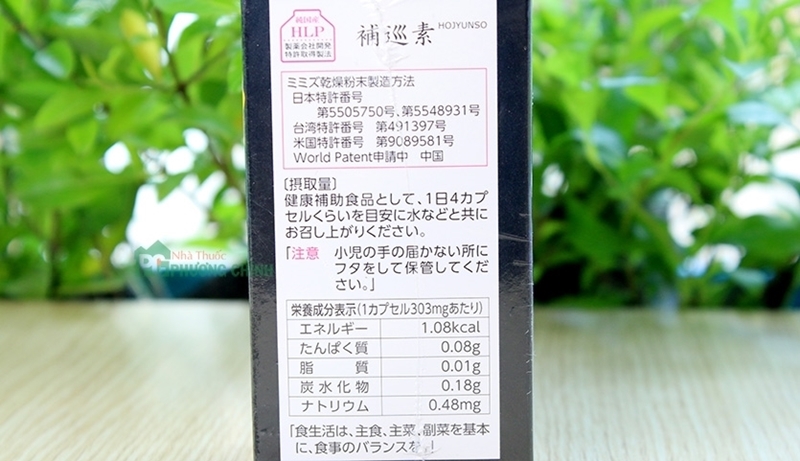 純国産
HLP
製薬会社開発
特許取得製法
補巡素 HOJYUNSO
ミミズ乾燥粉末製造方法
日本特許番号
第5505750号、第5548931号
台湾特許番号 第491397号
米国特許番号 第9089581号
World Patent申請中 中国
〔摂取量〕
健康補助食品として、1日4カプ
セルくらいを目安に水などと共に
お召し上がりください。
「注意 小児の手の届かない所に
フタをして保管してくだ
さい。」
Nhà Thuốc
PHƯƠNG CHÍNH
栄養成分表示(1カプセル303mgあたり)
エネルギー 1.08kcal
たんぱく質 0.08g
脂質 0.01g
炭水化物 0.18g
ナトリウム 0.48mg
「食生活は、主食、主菜、副菜を基本
に、食事のバランスを。」